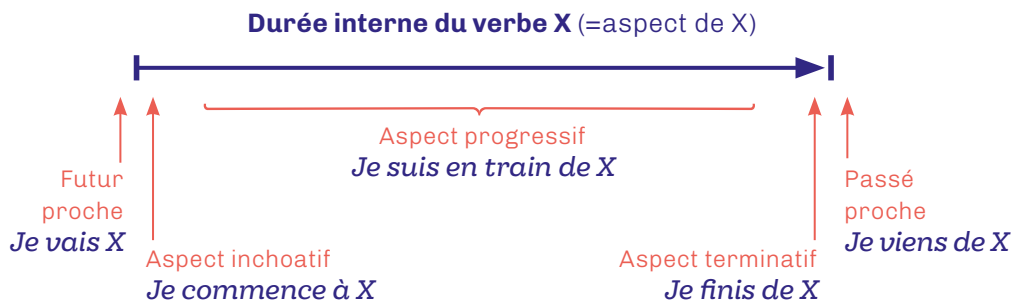 Durée interne du verbe X (=aspect de X)
Aspect progressif
Je suis en train de X
Futur
proche
Je vais X
Passé
proche
Je viens de X
Aspect inchoatif
Je commence à X
Aspect terminatif
Je finis de X